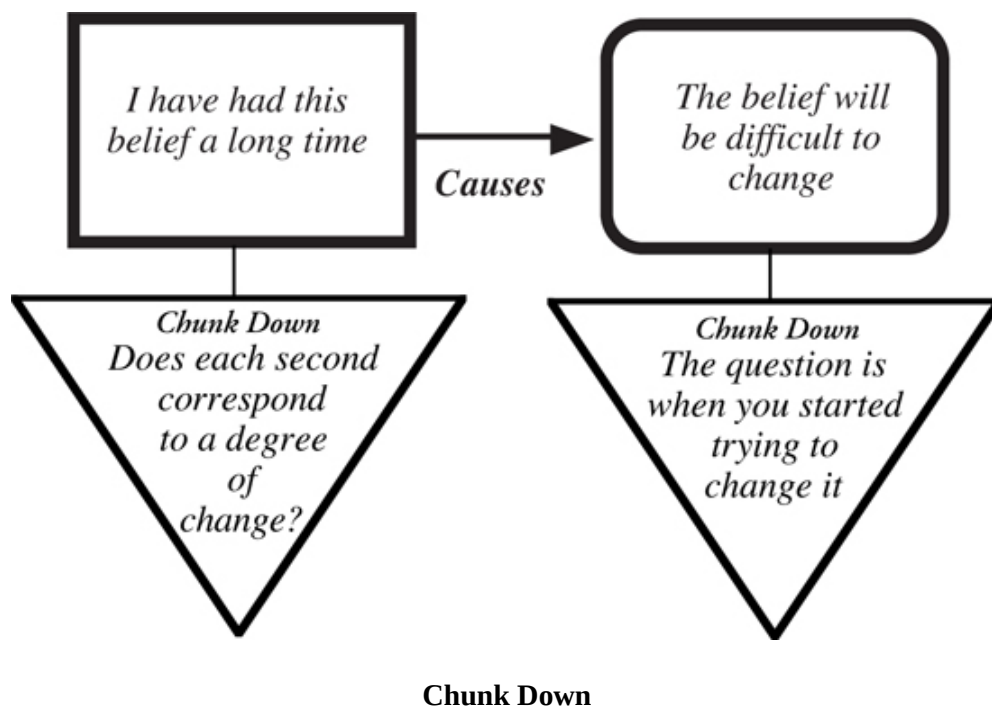 I have had this
belief a long time
Causes
The belief will
be difficult to
change
Chunk Down
Does each second
correspond
to a degree
of
change?
Chunk Down
The question is
when you started
trying to
change it
Chunk Down